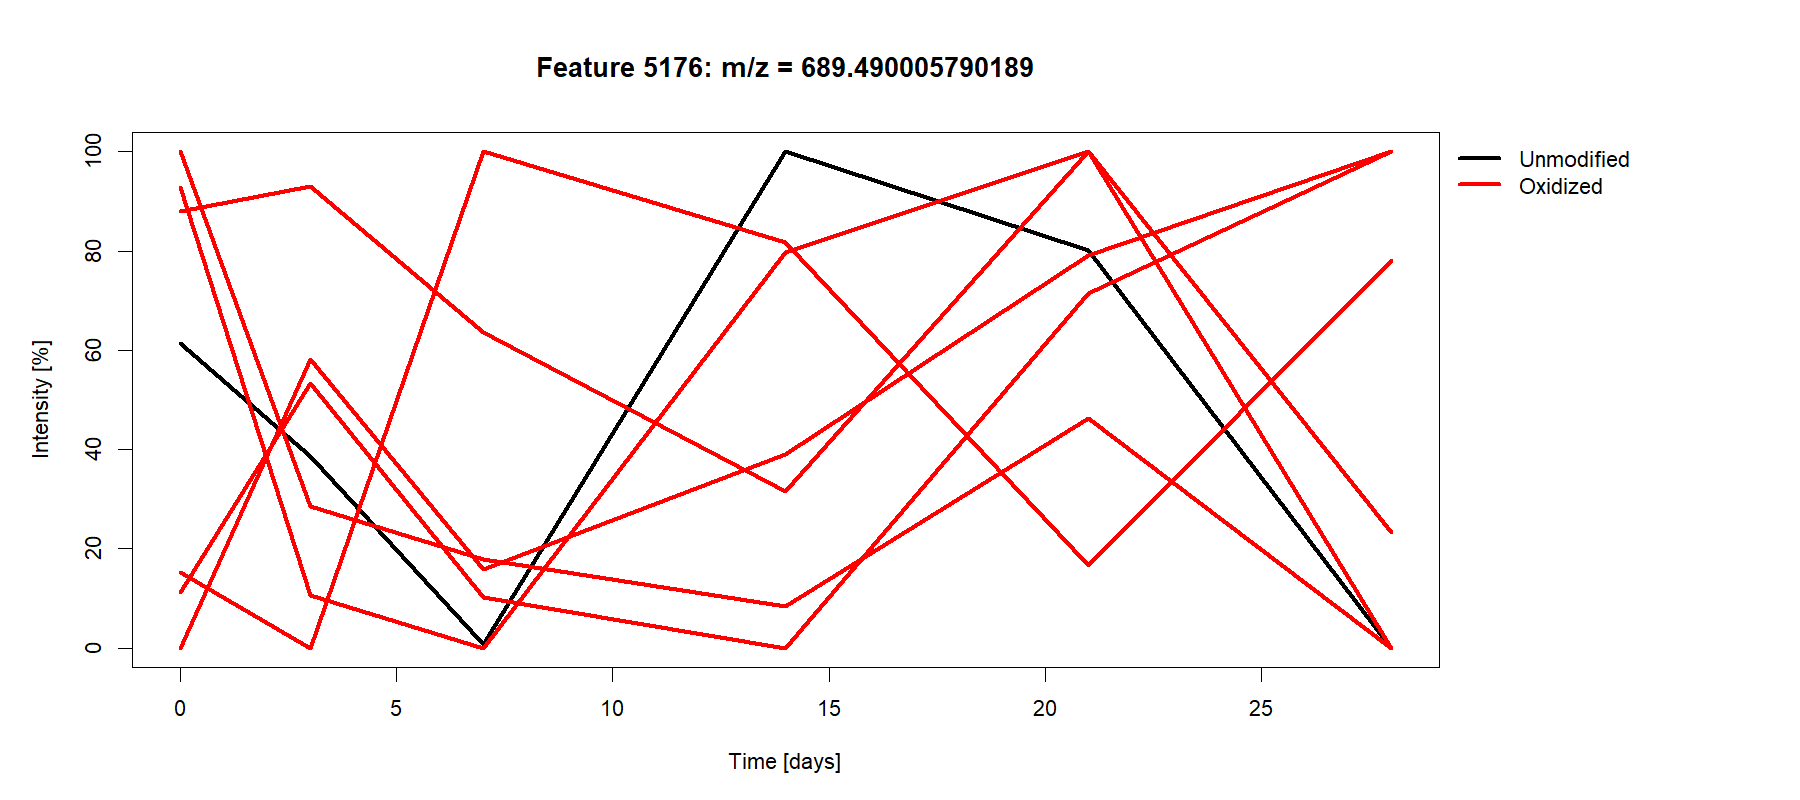 Feature 5176: m/z = 689.490005790189
Unmodified
Oxidized
Intensity [%]
100
80
60
40
20
0
0 5 10 15 20 25
Time [days]